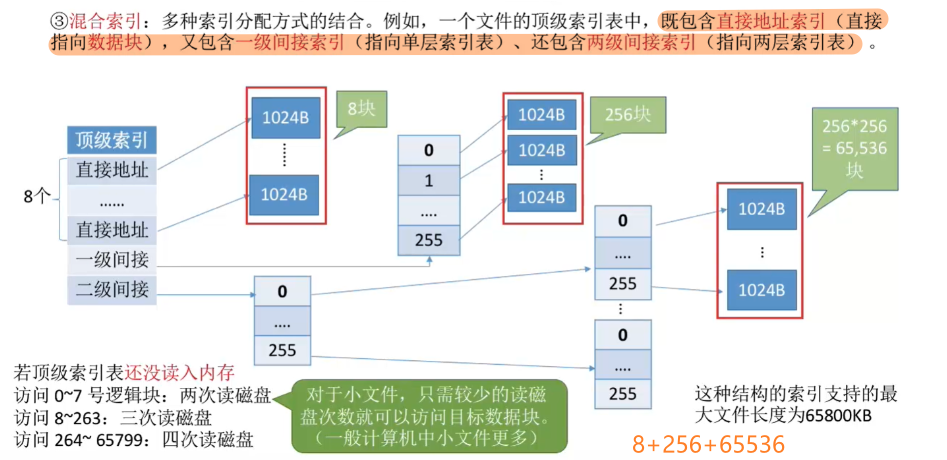 ③混合索引：多种索引分配方式的结合。例如，一个文件的顶级索引表中，既包含直接地址索引（直接
指向数据块），又包含一级间接索引（指向单层索引表）、还包含两级间接索引（指向两层索引表）。
顶级索引
8个
直接地址
……
直接地址
一级间接
二级间接
1024B
1024B
8块
0
1
....
255
1024B
1024B
1024B
256块
0
....
255
0
....
255
0
....
255
1024B
1024B
256*256
= 65,536
块
若顶级索引表还没读入内存
访问 0~7 号逻辑块：两次读磁盘
访问 8~263：三次读磁盘
访问 264~ 65799：四次读磁盘
对于小文件，只需较少的读磁
盘次数就可以访问目标数据块。
（一般计算机中小文件更多）
这种结构的索引支持的最
大文件长度为65800KB
8+256+65536